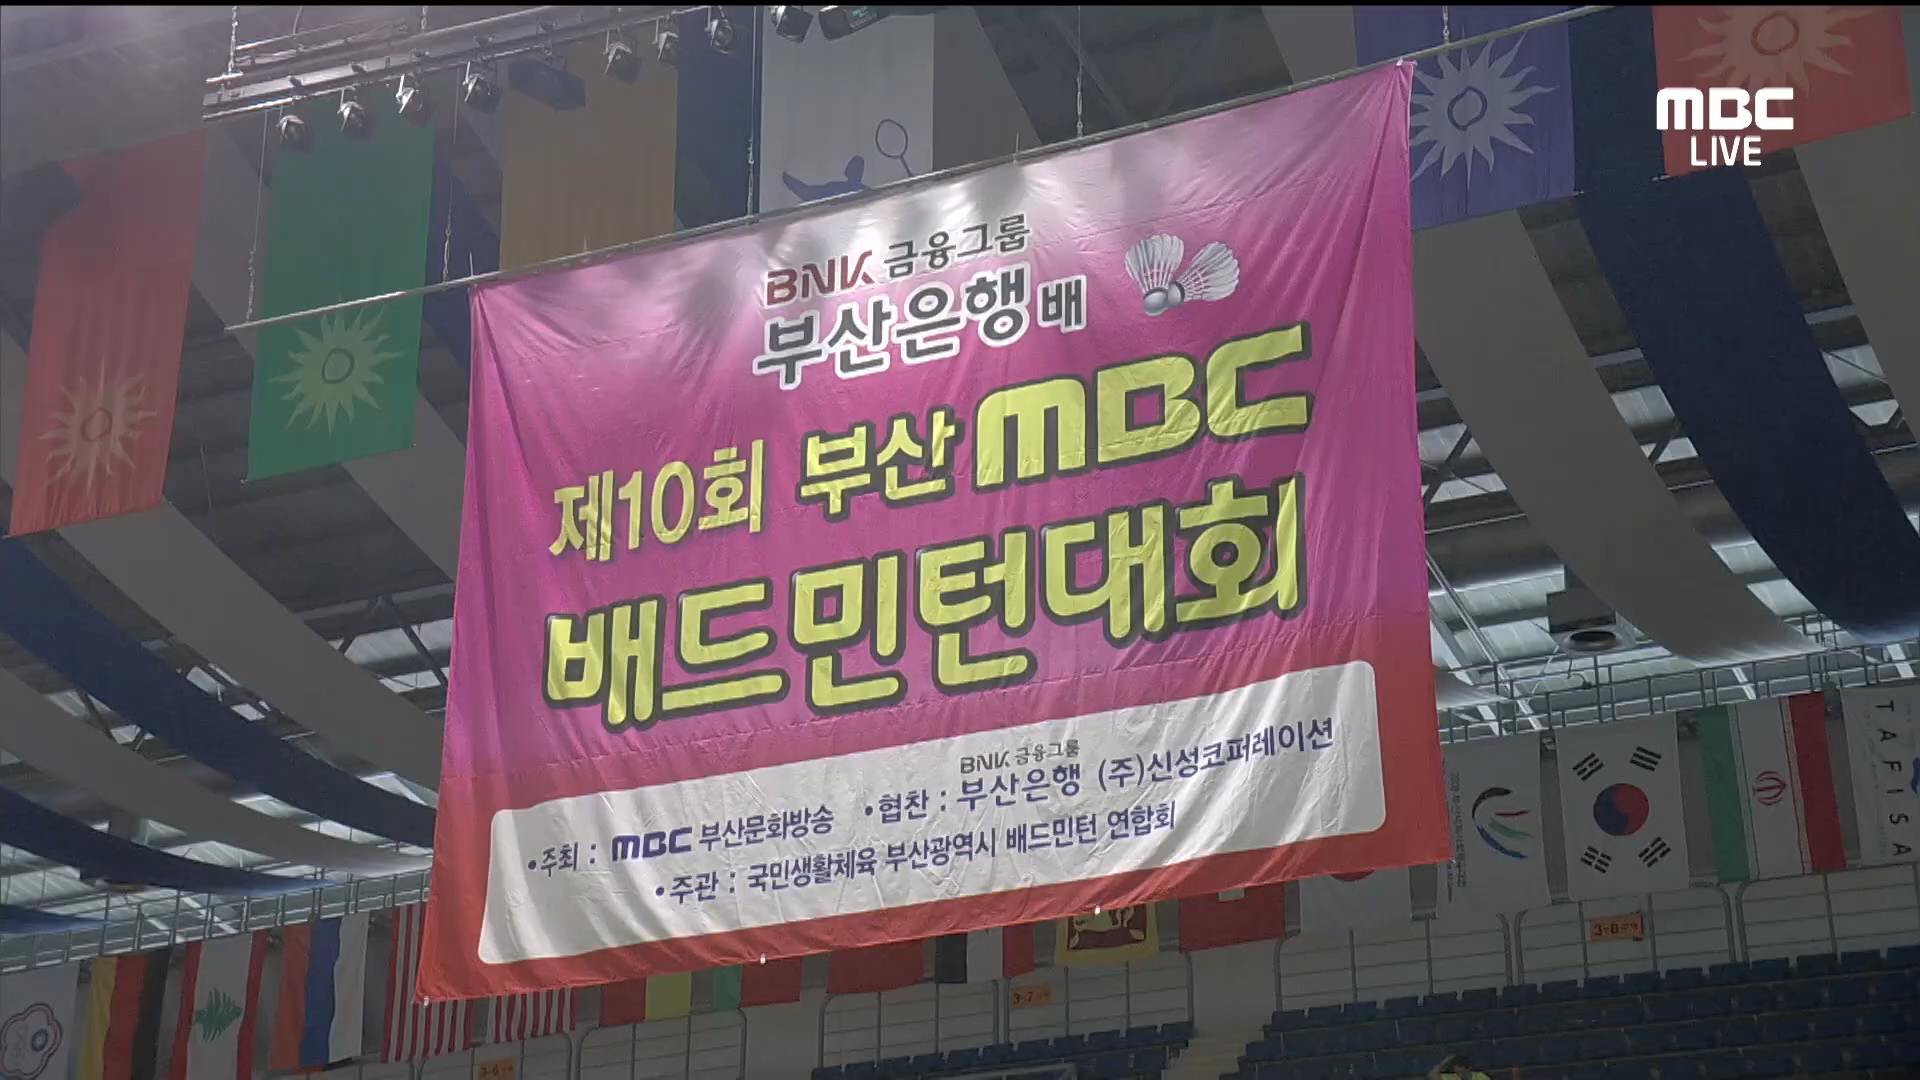 MBC
LIVE
BNK 금융그룹
부산은행배
제10회 부산 MBC
배드민턴대회
BNK 금융그룹
•주최 : MBC 부산문화방송 •협찬 : 부산은행 (주)신성코퍼레이션
•주관 : 국민생활체육 부산광역시 배드민턴 연합회
TAFISA
3-7